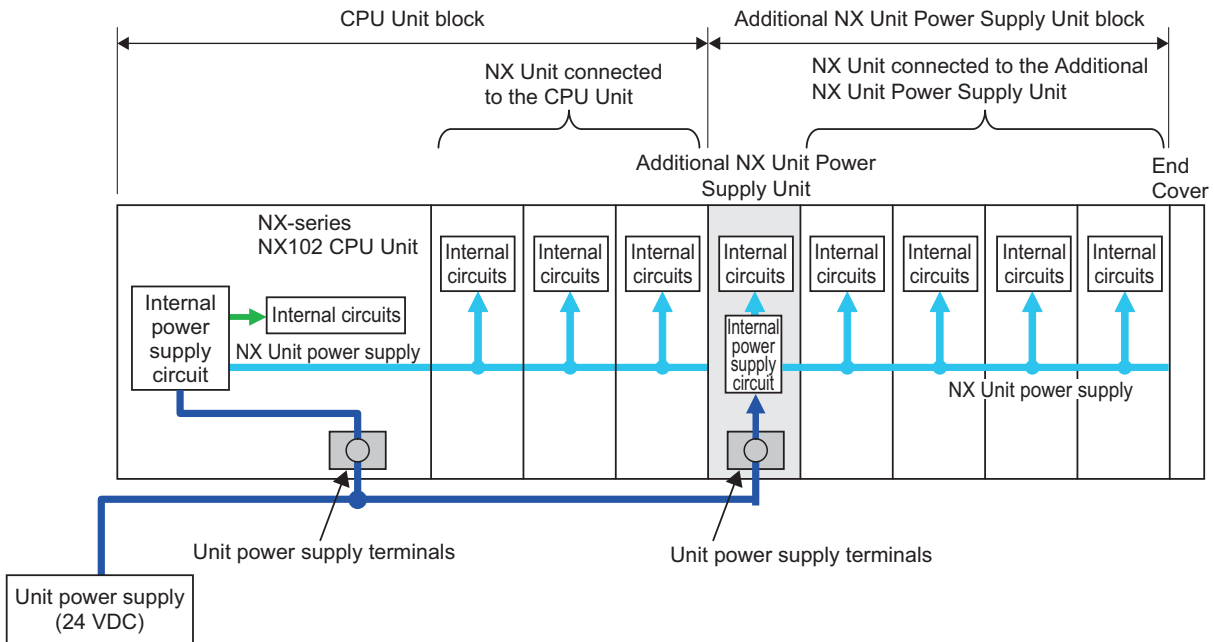 CPU Unit block
Additional NX Unit Power Supply Unit block
NX Unit connected
to the CPU Unit
NX Unit connected to the Additional
NX Unit Power Supply Unit
Additional NX Unit Power
Supply Unit
End
Cover
NX-series
NX102 CPU Unit
Internal
circuits
Internal
circuits
Internal
circuits
Internal
circuits
Internal
circuits
Internal
circuits
Internal
circuits
Internal
circuits
Internal
power
supply
circuit
Internal circuits
NX Unit power supply
Internal
power
supply
circuit
NX Unit power supply
Unit power supply terminals
Unit power supply terminals
Unit power supply
(24 VDC)